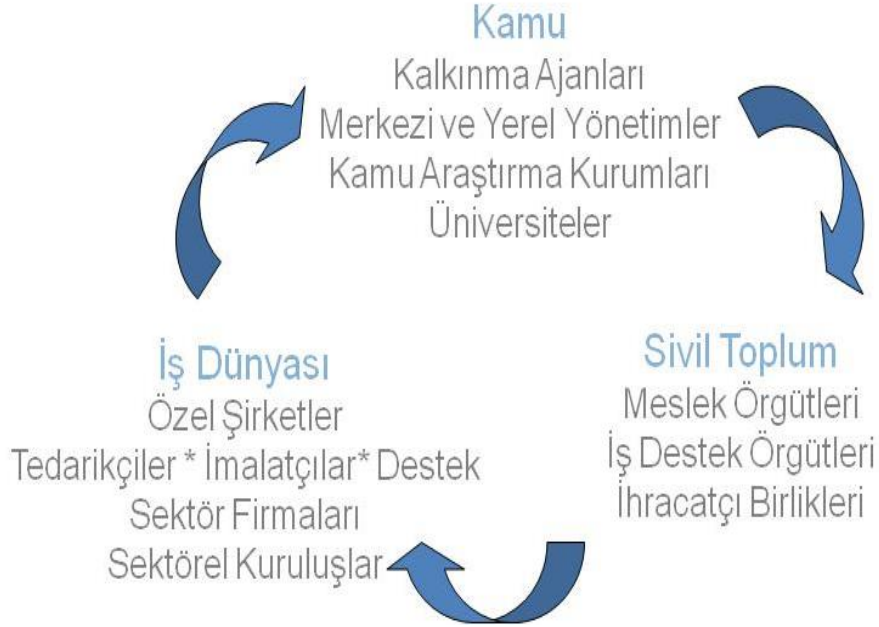 Kamu
Kalkınma Ajanları
Merkezi ve Yerel Yönetimler
Kamu Araştırma Kurumları
Üniversiteler
İş Dünyası
Özel Şirketler
Tedarikçiler * İmalatçılar* Destek
Sektör Firmaları
Sektörel Kuruluşlar
Sivil Toplum
Meslek Örgütleri
İş Destek Örgütleri
İhracatçı Birlikleri